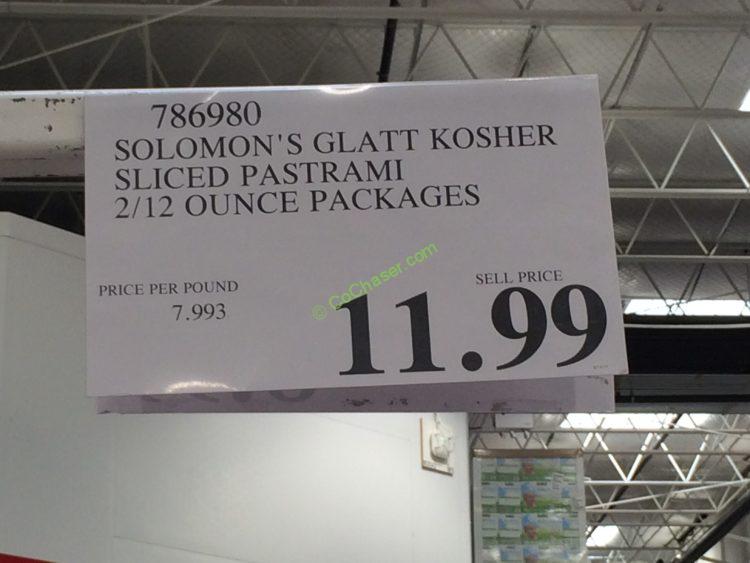 786980
SOLOMON'S GLATT KOSHER
SLICED PASTRAMI
2/12 OUNCE PACKAGES
PRICE PER POUND
7.993
SELL PRICE
11.99
© CoChaser.com